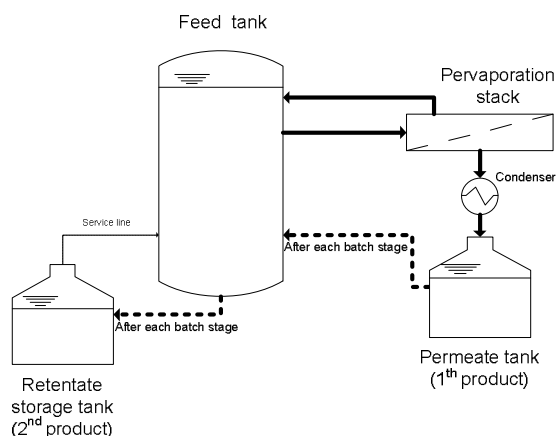 Feed tank
Pervaporation
stack
Condenser
Service line
After each batch stage
After each batch stage
Permeate tank
(1th product)
Retentate
storage tank
(2nd product)